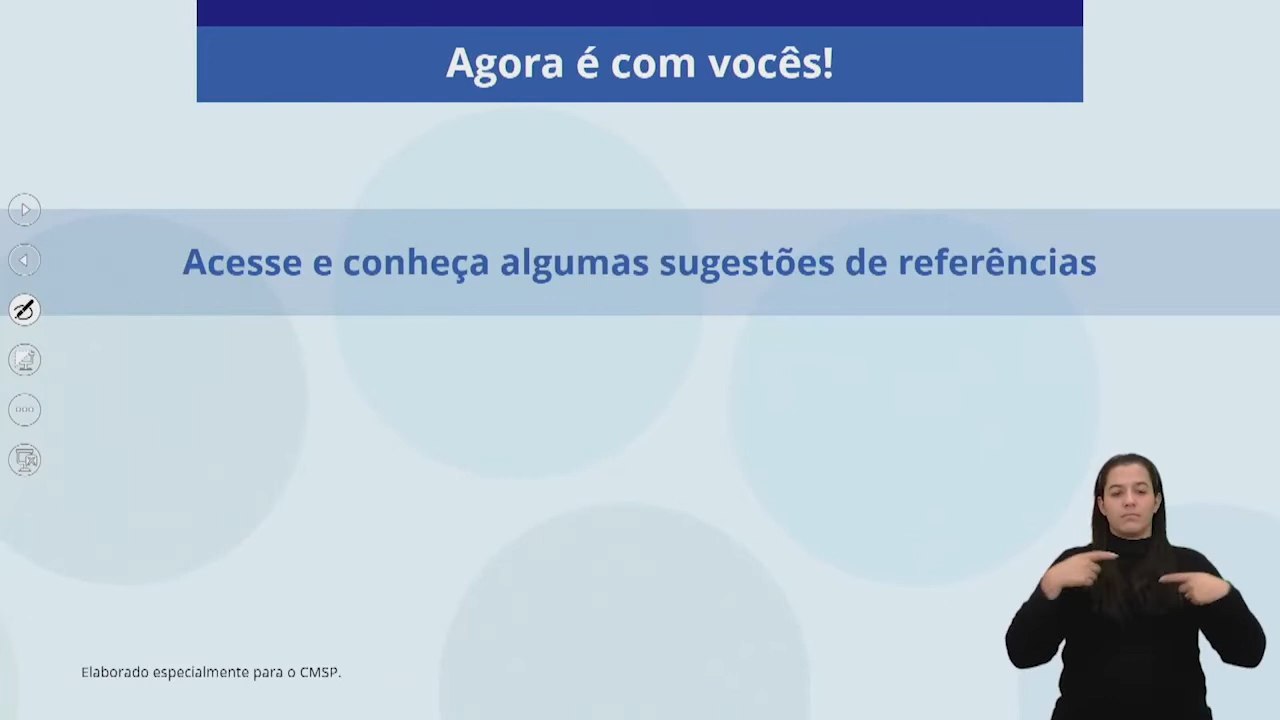 Agora é com vocês!
Acesse e conheça algumas sugestões de referências
Elaborado especialmente para o CMSP.